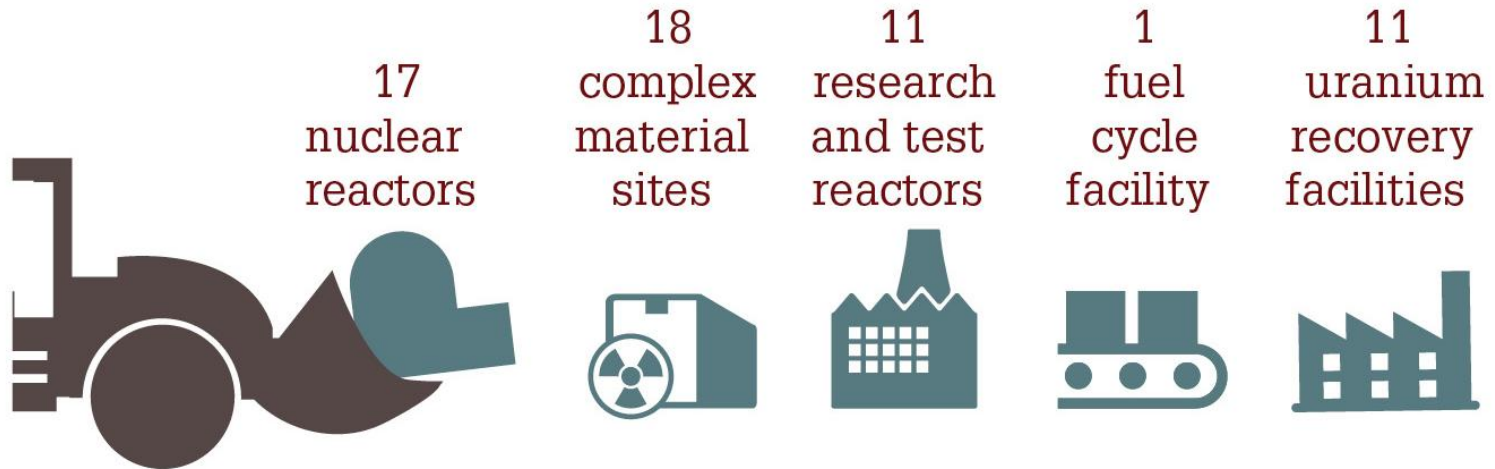 17
nuclear
reactors
18
complex
material
sites
11
research
and test
reactors
1
fuel
cycle
facility
11
uranium
recovery
facilities